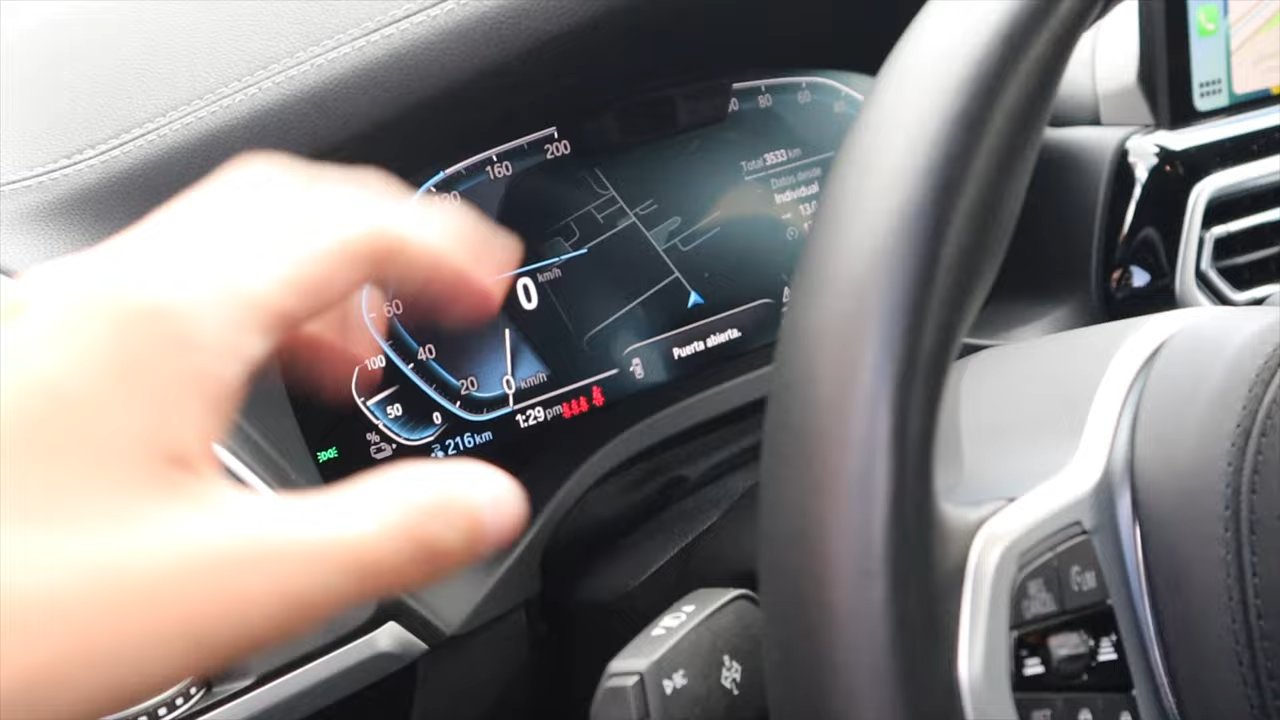 200
160
80
60
Total 3533 km
Datos desde
Individual
km/h
0
60
40
20
0 km/h
100
50
0
%
Puerta abierta.
1:29 pm
216 km